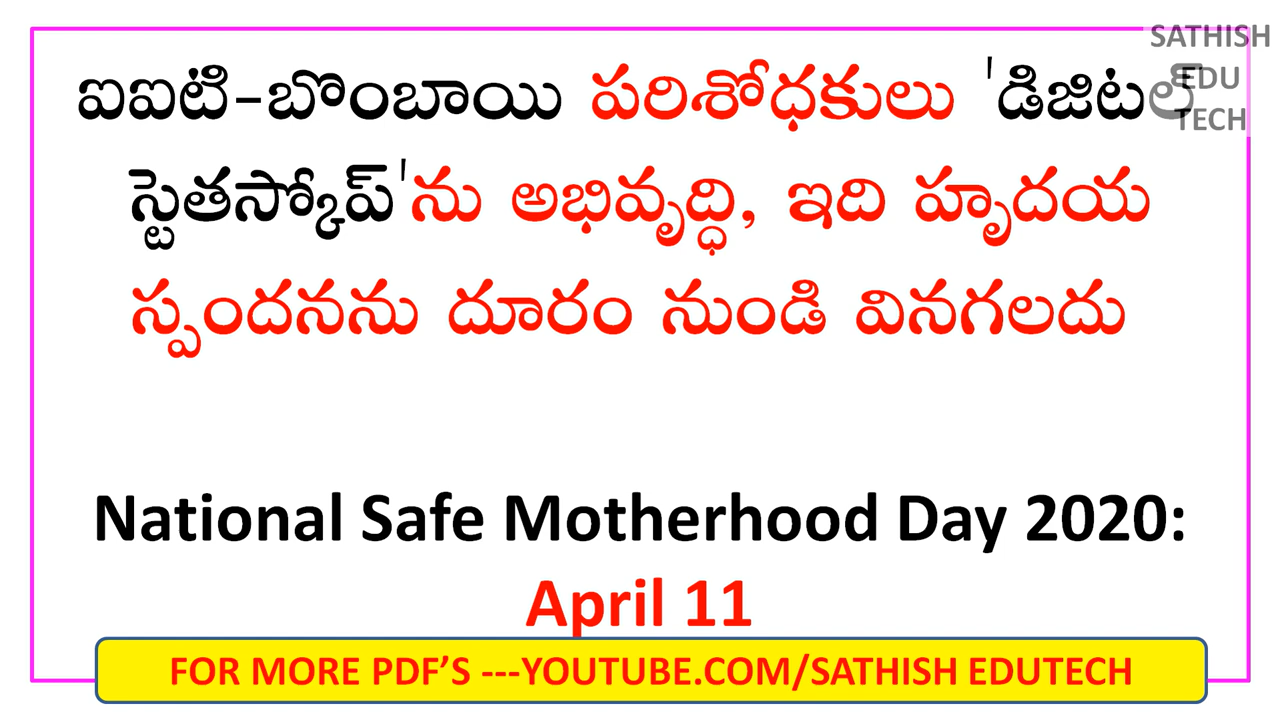 SATHISH
EDU
TECH
ఐఐటి-బొంబాయి పరిశోధకులు 'డిజిటల్
స్టెతస్కోప్'ను అభివృద్ధి, ఇది హృదయ
స్పందనను దూరం నుండి వినగలదు
National Safe Motherhood Day 2020:
April 11
FOR MORE PDF'S ---YOUTUBE.COM/SATHISH EDUTECH